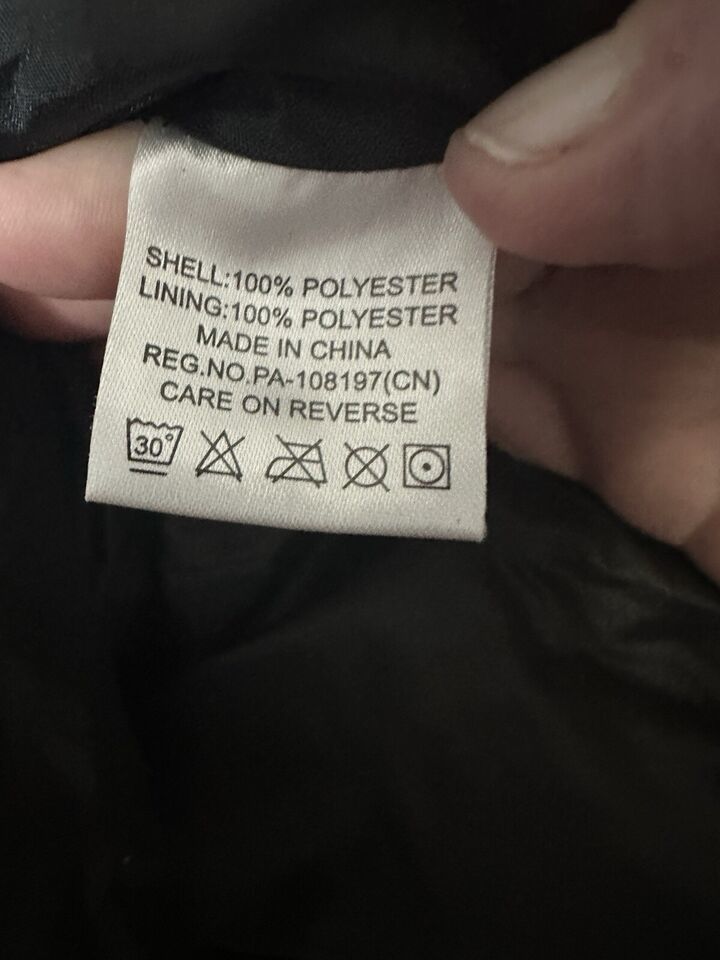 SHELL:100% POLYESTER
LINING:100% POLYESTER
MADE IN CHINA
REG.NO.PA-108197(CN)
CARE ON REVERSE
30°